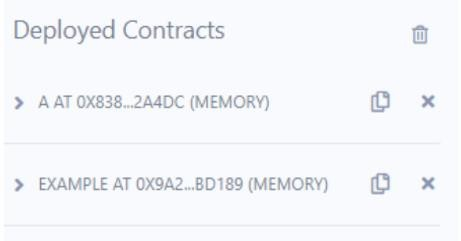 Deployed Contracts
A AT 0X838...2A4DC (MEMORY)
EXAMPLE AT 0X9A2...BD189 (MEMORY)